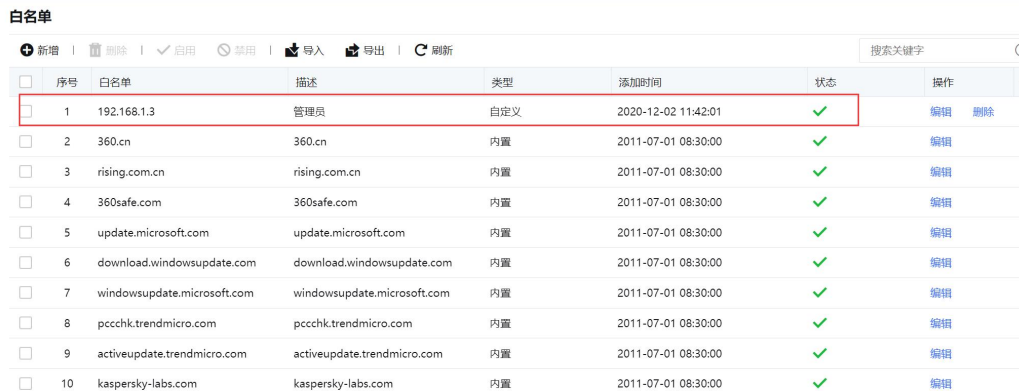 白名单
新增 删除 启用 禁用 导入 导出 刷新 搜索关键字
序号 白名单 描述 类型 添加时间 状态 操作
1 192.168.1.3 管理员 自定义 2020-12-02 11:42:01 编辑 删除
2 360.cn 360.cn 内置 2011-07-01 08:30:00 编辑
3 rising.com.cn rising.com.cn 内置 2011-07-01 08:30:00 编辑
4 360safe.com 360safe.com 内置 2011-07-01 08:30:00 编辑
5 update.microsoft.com update.microsoft.com 内置 2011-07-01 08:30:00 编辑
6 download.windowsupdate.com download.windowsupdate.com 内置 2011-07-01 08:30:00 编辑
7 windowsupdate.microsoft.com windowsupdate.microsoft.com 内置 2011-07-01 08:30:00 编辑
8 pccchk.trendmicro.com pccchk.trendmicro.com 内置 2011-07-01 08:30:00 编辑
9 activeupdate.trendmicro.com activeupdate.trendmicro.com 内置 2011-07-01 08:30:00 编辑
10 kaspersky-labs.com kaspersky-labs.com 内置 2011-07-01 08:30:00 编辑